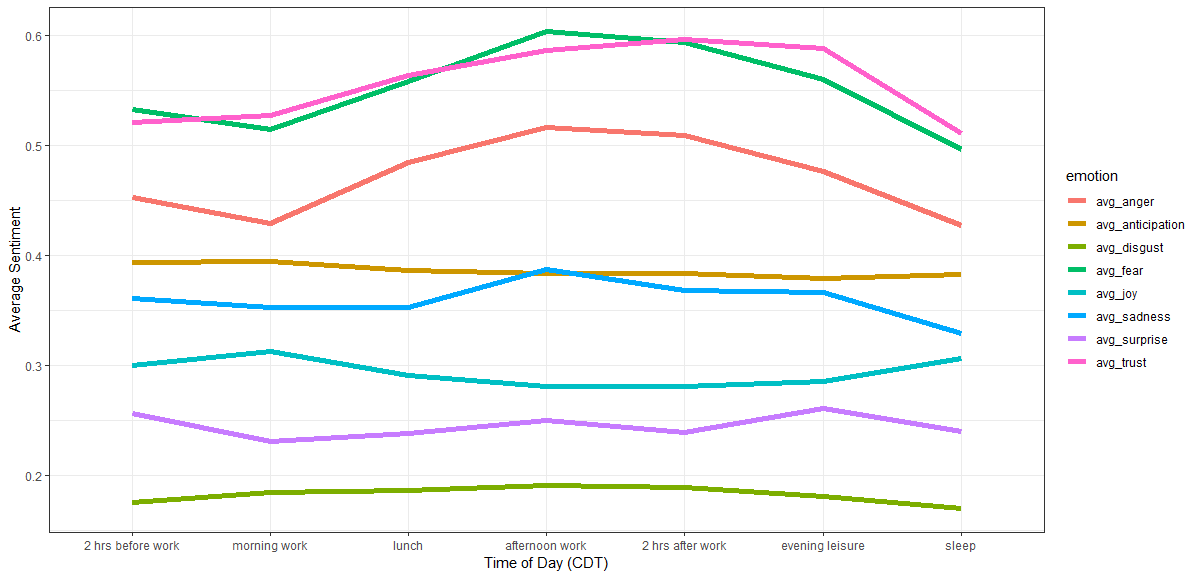 0.6
0.5
0.4
0.3
0.2
Average Sentiment
2 hrs before work morning work lunch afternoon work 2 hrs after work evening leisure sleep
Time of Day (CDT)
emotion
avg_anger
avg_anticipation
avg_disgust
avg_fear
avg_joy
avg_sadness
avg_surprise
avg_trust